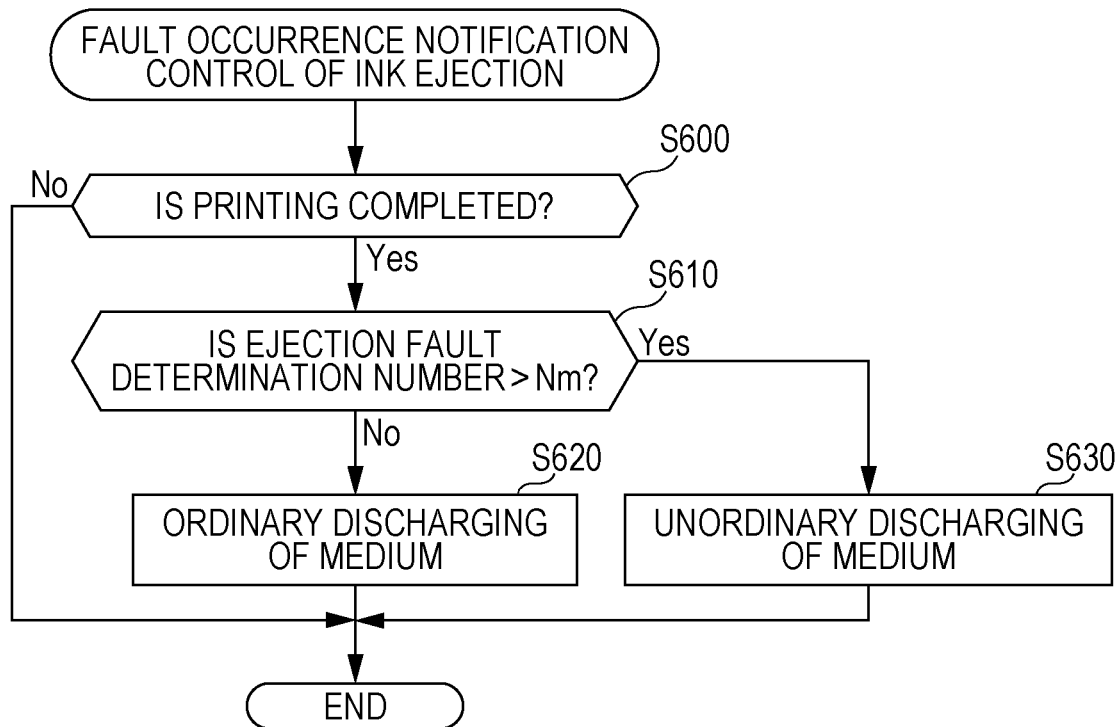 FAULT OCCURRENCE NOTIFICATION
CONTROL OF INK EJECTION
S600
No
IS PRINTING COMPLETED?
Yes
S610
IS EJECTION FAULT
DETERMINATION NUMBER > Nm?
Yes
No
S620
S630
ORDINARY DISCHARGING
OF MEDIUM
UNORDINARY DISCHARGING
OF MEDIUM
END